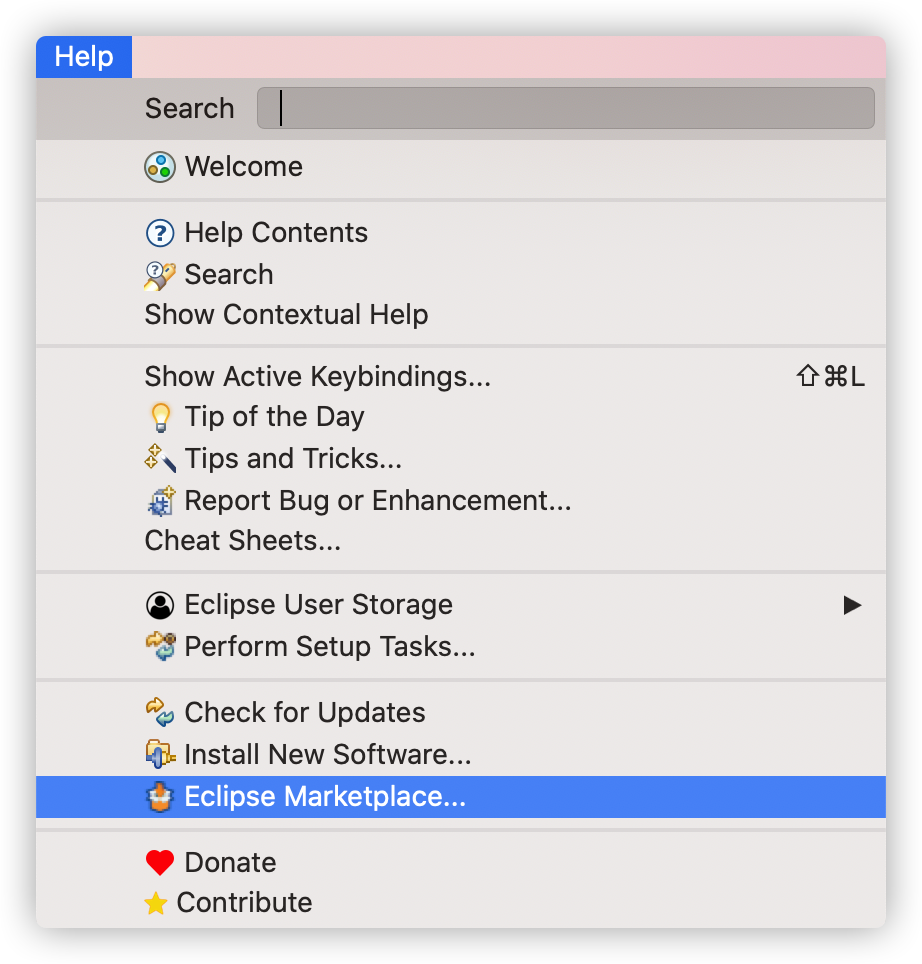 Help
Search
Welcome
Help Contents
Search
Show Contextual Help
Show Active Keybindings... ⇧⌘L
Tip of the Day
Tips and Tricks...
Report Bug or Enhancement...
Cheat Sheets...
Eclipse User Storage
Perform Setup Tasks...
Check for Updates
Install New Software...
Eclipse Marketplace...
Donate
Contribute